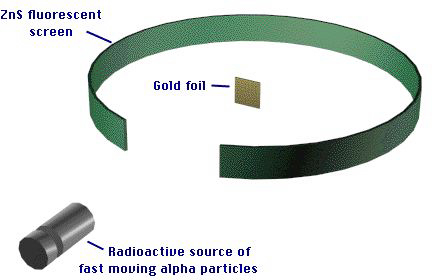 ZnS fluorescent
screen
Gold foil
Radioactive source of
fast moving alpha particles